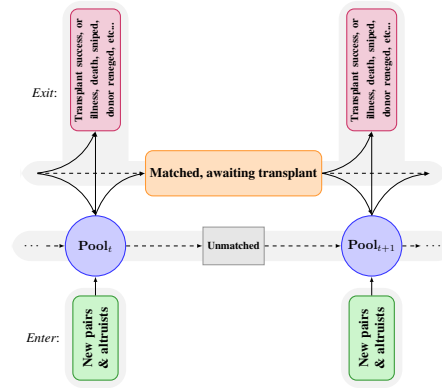 Exit:
Transplant success, or
illness, death, sniped,
donor reneged, etc...
Transplant success, or
illness, death, sniped,
donor reneged, etc...
Matched, awaiting transplant
...
Pool_t
Unmatched
Pool_{t+1}
...
Enter:
New pairs
& altruists
New pairs
& altruists